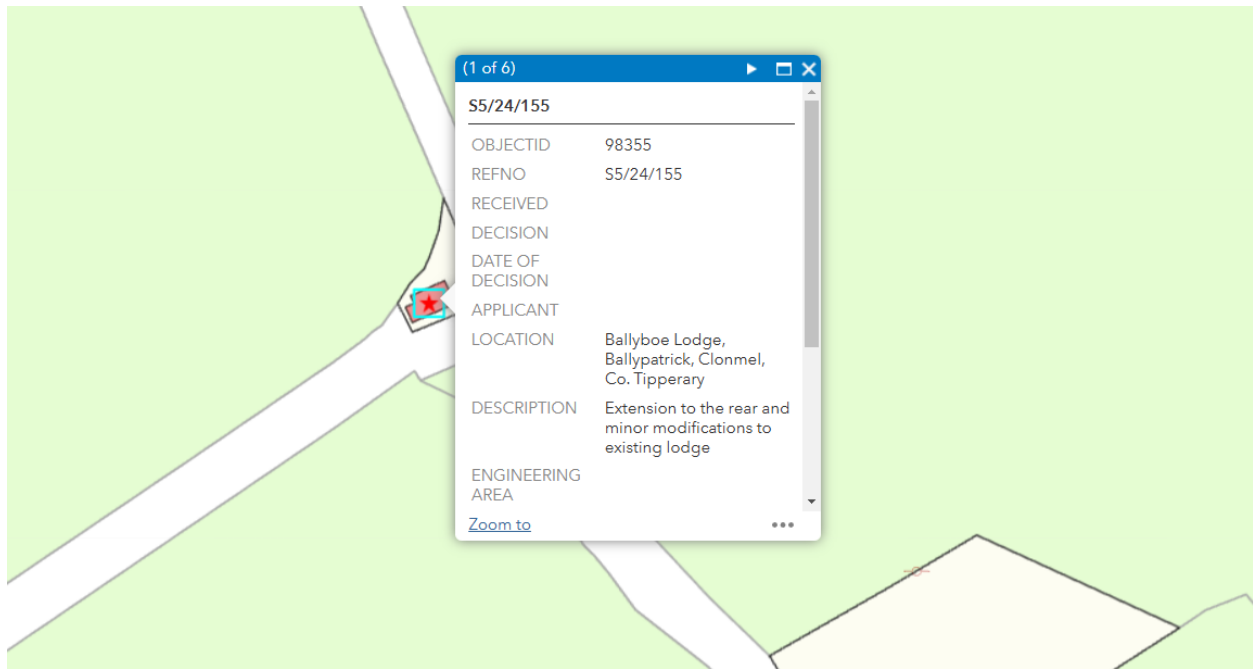 (1 of 6)
S5/24/155
OBJECTID 98355
REFNO S5/24/155
RECEIVED
DECISION
DATE OF
DECISION
APPLICANT
LOCATION Ballyboe Lodge,
Ballypatrick, Clonmel,
Co. Tipperary
DESCRIPTION Extension to the rear and
minor modifications to
existing lodge
ENGINEERING
AREA
Zoom to